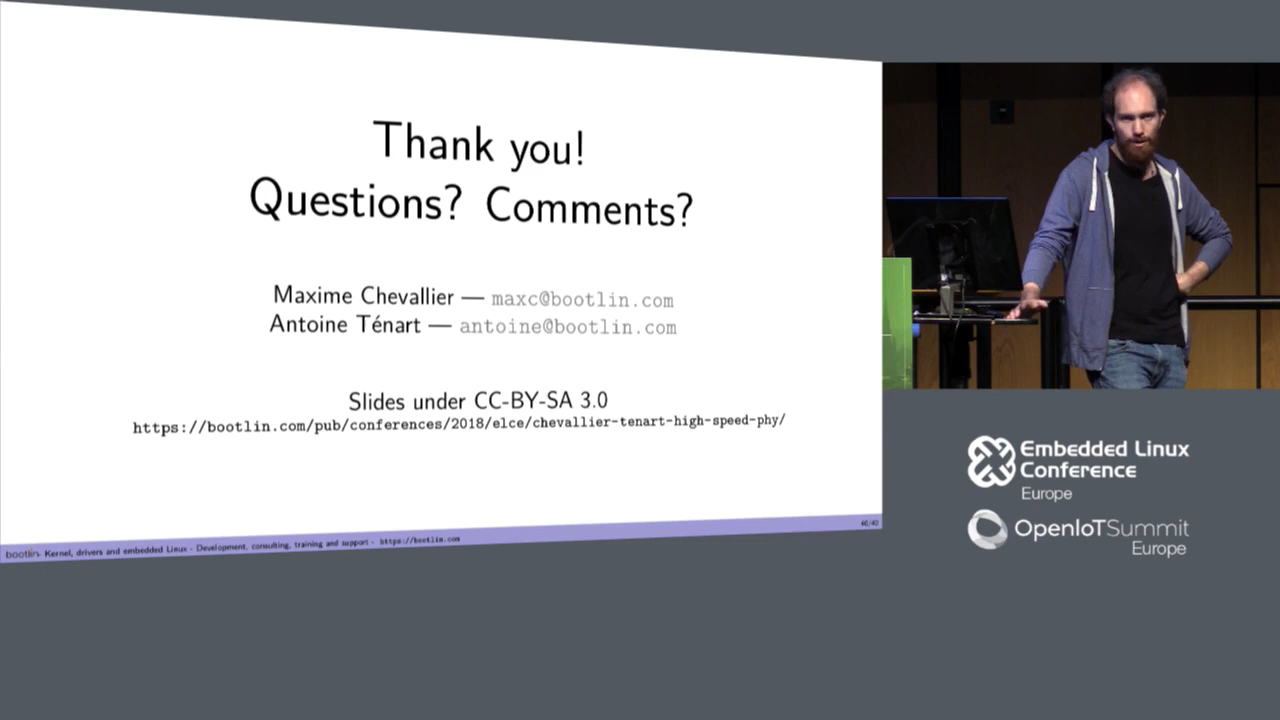 Thank you!
Questions? Comments?
Maxime Chevallier — maxc@bootlin.com
Antoine Ténart — antoine@bootlin.com
Slides under CC-BY-SA 3.0
https://bootlin.com/pub/conferences/2018/elce/chevallier-tenart-high-speed-phy/
bootlin - Kernel, drivers and embedded Linux - Development, consulting, training and support - https://bootlin.com
40/40
Embedded Linux
Conference
Europe
OpenIoTSummit
Europe